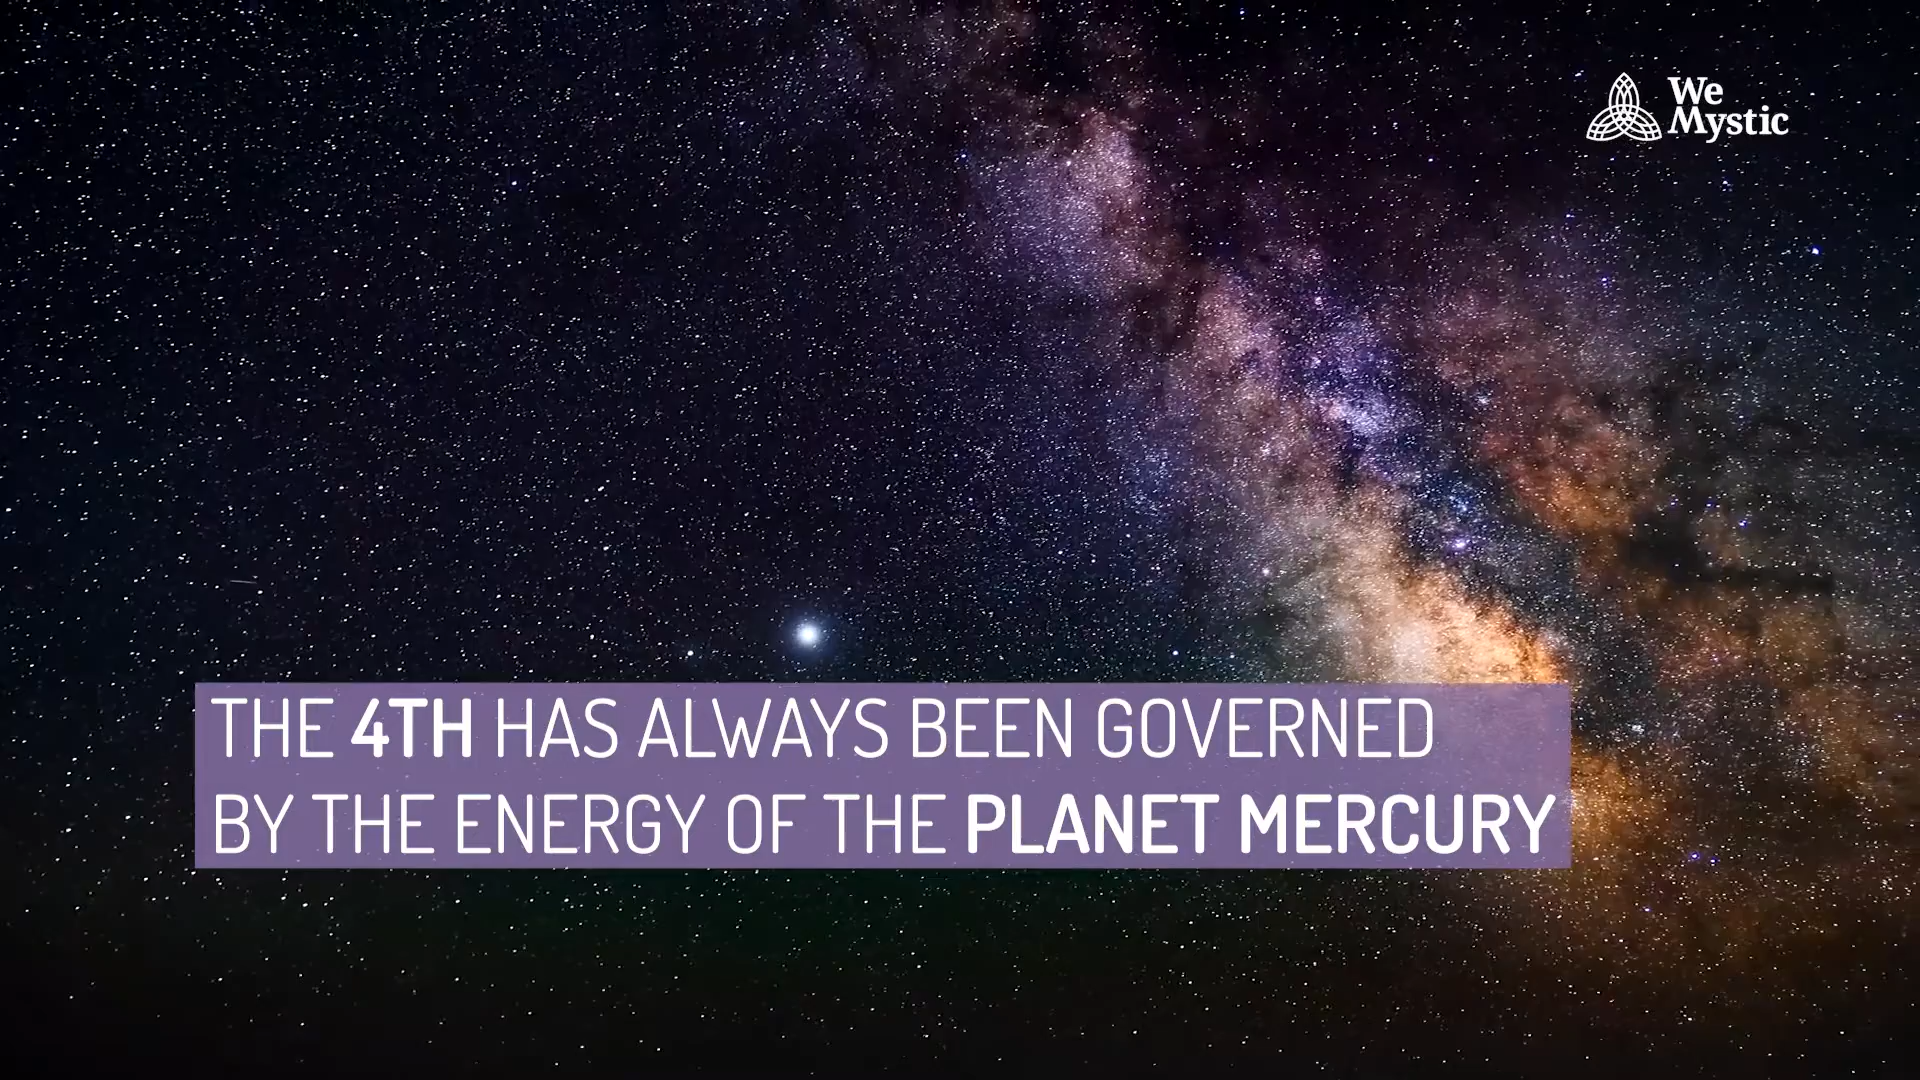 We
Mystic
THE 4TH HAS ALWAYS BEEN GOVERNED
BY THE ENERGY OF THE PLANET MERCURY